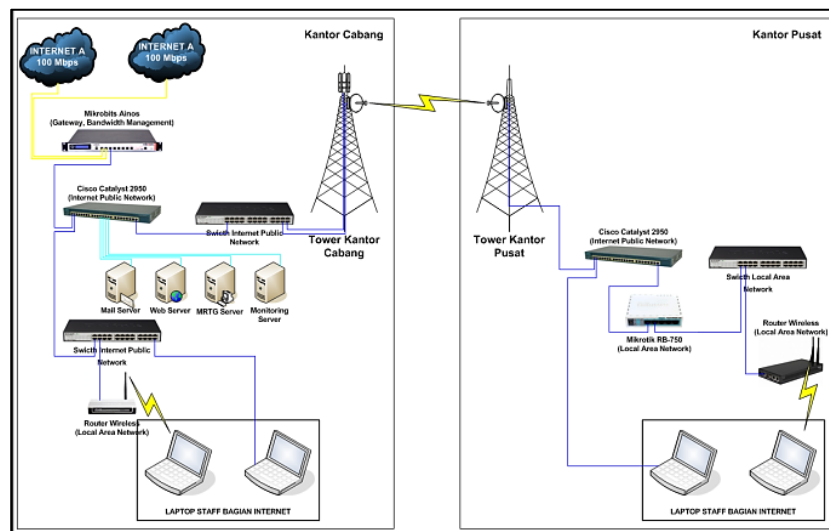 Kantor Cabang
INTERNET A
100 Mbps
INTERNET A
100 Mbps
Mikrobits Ainos
(Gateway, Bandwidth Management)
Cisco Catalyst 2950
(Internet Public Network)
Swicth Internet Public
Network
Tower Kantor
Cabang
Mail Server
Web Server
MRTG Server
Monitoring
Server
Swicth Internet Public
Network
Router Wireless
(Local Area Network)
LAPTOP STAFF BAGIAN INTERNET
Kantor Pusat
Tower Kantor
Pusat
Cisco Catalyst 2950
(Internet Public Network)
Swicth Local Area
Network
Mikrotik RB-750
(Local Area Network)
Router Wireless
(Local Area Network)
LAPTOP STAFF BAGIAN INTERNET